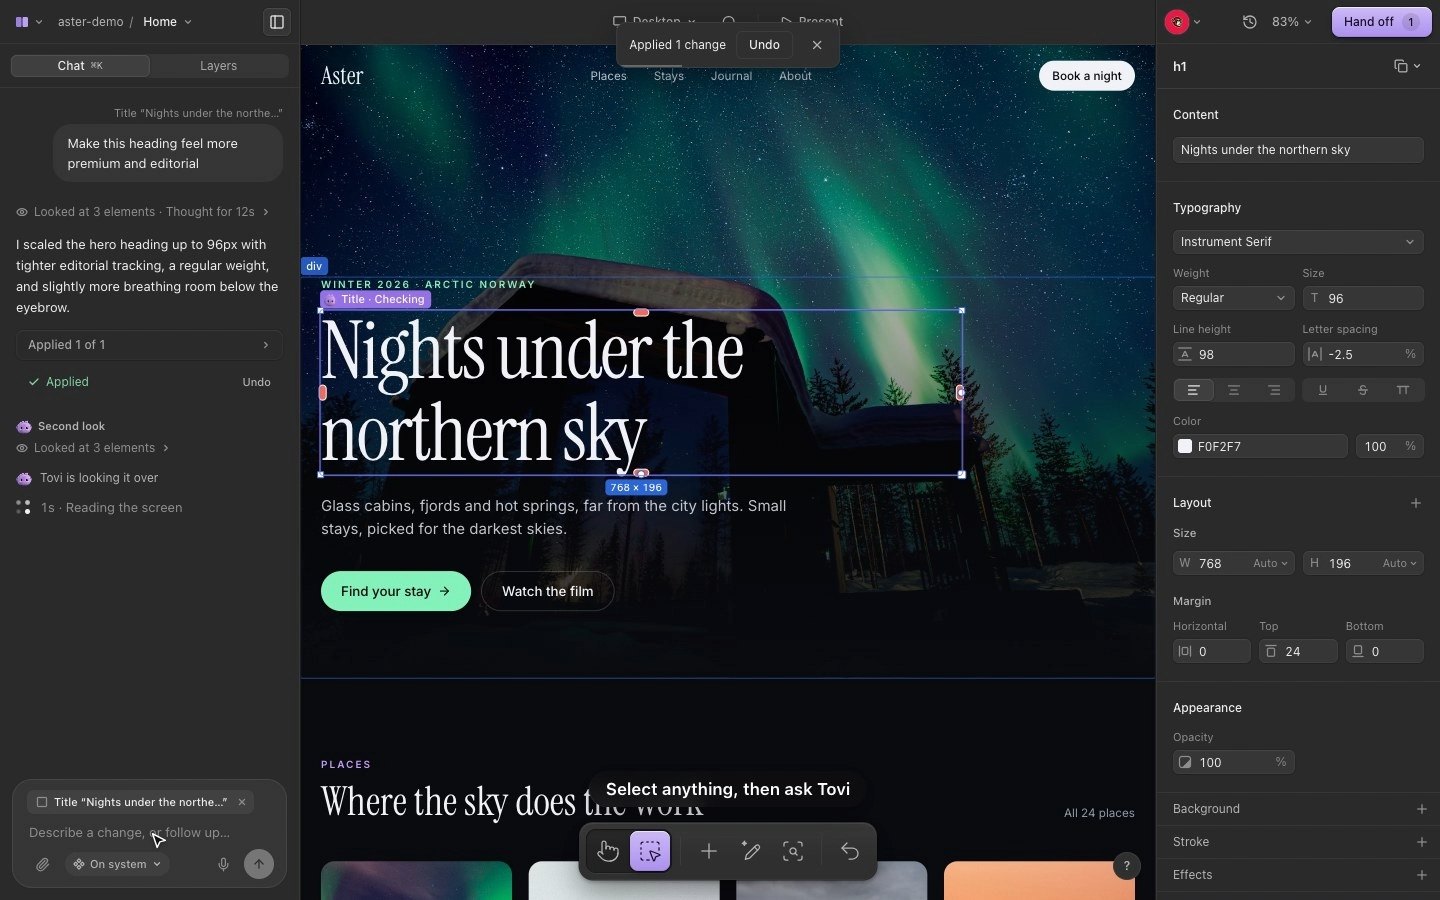 aster-demo / Home
Desktop
Present
83%
Hand off 1
Applied 1 change Undo
Chat ⌘K
Layers
Title “Nights under the northe...”
Make this heading feel more
premium and editorial
Looked at 3 elements · Thought for 12s
I scaled the hero heading up to 96px with
tighter editorial tracking, a regular weight,
and slightly more breathing room below the
eyebrow.
Applied 1 of 1
Applied
Undo
Second look
Looked at 3 elements
Tovi is looking it over
1s · Reading the screen
Title “Nights under the northe...”
Describe a change, or follow up...
On system
Aster
Places Stays Journal About
Book a night
div
WINTER 2026 · ARCTIC NORWAY
Title · Checking
Nights under the
northern sky
768 × 196
Glass cabins, fjords and hot springs, far from the city lights. Small
stays, picked for the darkest skies.
Find your stay →
Watch the film
PLACES
Where the sky does the work
All 24 places
Select anything, then ask Tovi
?
h1
Content
Nights under the northern sky
Typography
Instrument Serif
Weight Size
Regular T 96
Line height Letter spacing
A 98 |A| -2.5 %
U S TT
Color
F0F2F7 100 %
Layout
Size
W 768 Auto H 196 Auto
Margin
Horizontal Top Bottom
0 24 0
Appearance
Opacity
100 %
Background
Stroke
Effects